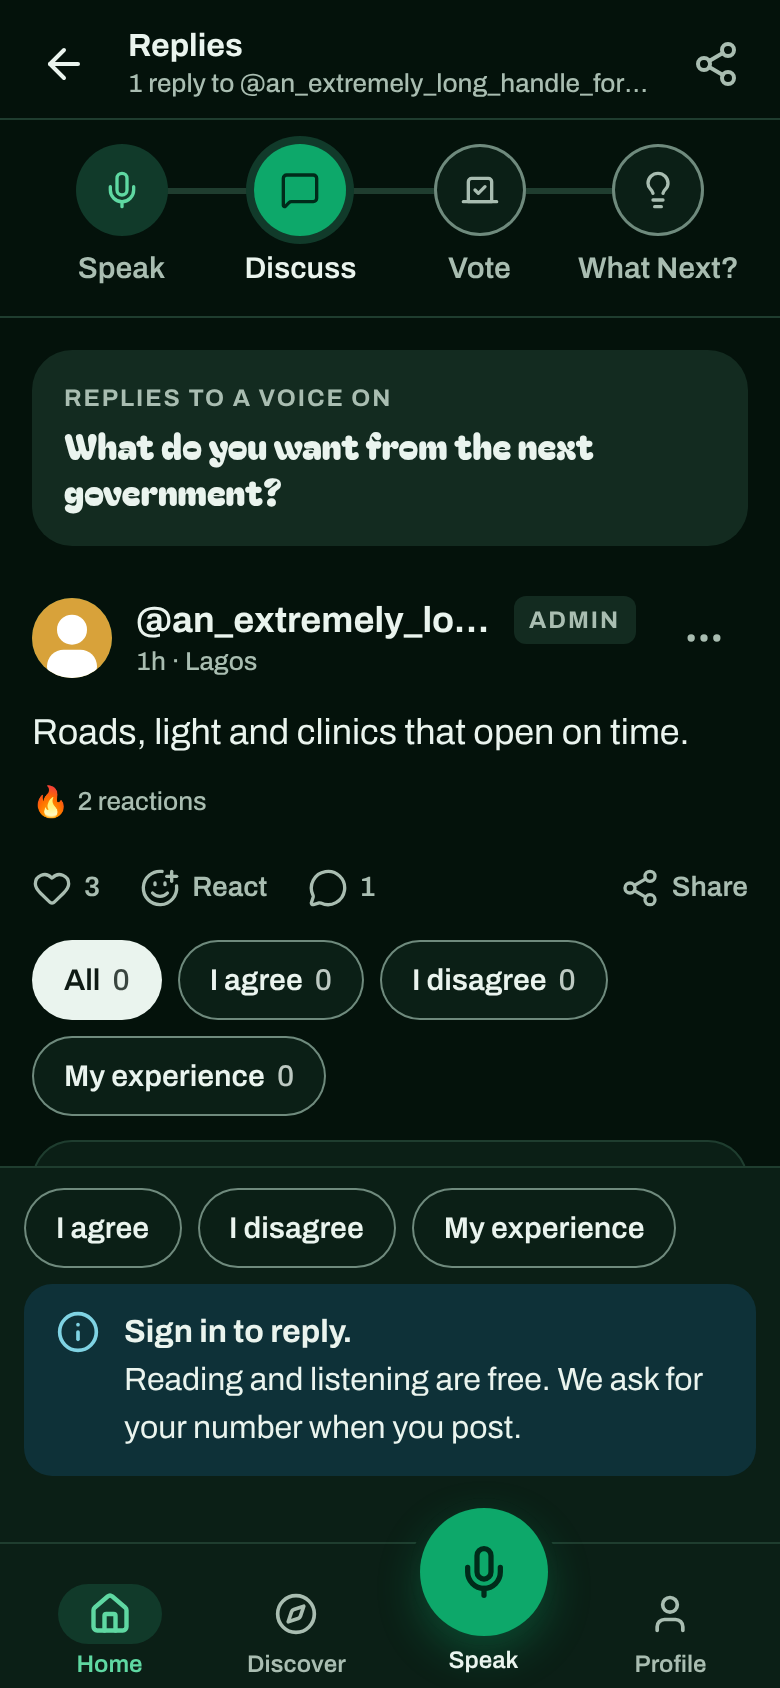 Replies
1 reply to @an_extremely_long_handle_for...
Speak
Discuss
Vote
What Next?
REPLIES TO A VOICE ON
What do you want from the next
government?
@an_extremely_lo... ADMIN
1h · Lagos
Roads, light and clinics that open on time.
🔥 2 reactions
3 React 1 Share
All 0 I agree 0 I disagree 0
My experience 0
I agree I disagree My experience
Sign in to reply.
Reading and listening are free. We ask for
your number when you post.
Home Discover Speak Profile